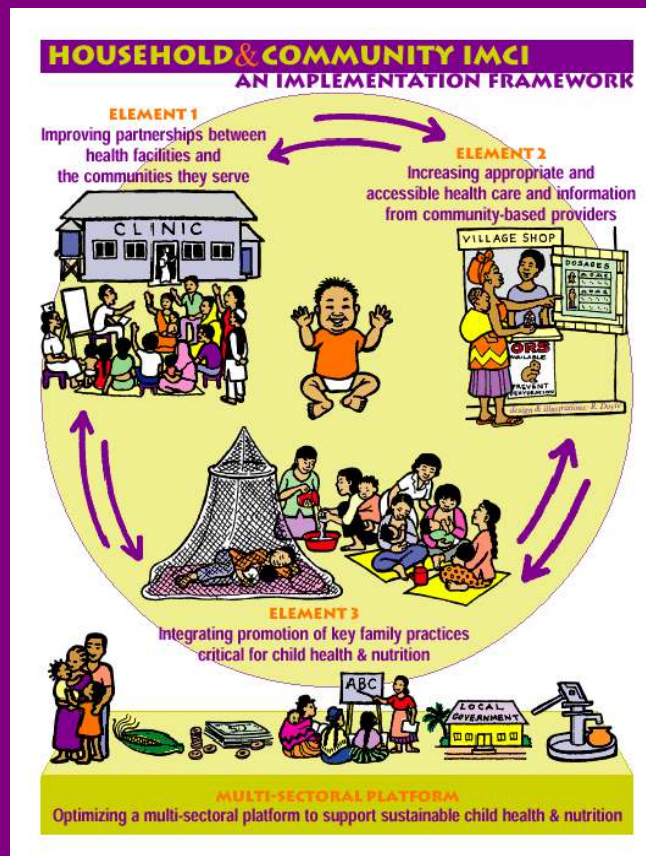 HOUSEHOLD & COMMUNITY IMCI
AN IMPLEMENTATION FRAMEWORK
ELEMENT 1
Improving partnerships between
health facilities and
the communities they serve
ELEMENT 2
Increasing appropriate and
accessible health care and information
from community-based providers
CLINIC
VILLAGE SHOP
DOSAGES
ORS
AVAILABLE
PREVENT
DEHYDRATION
design & illustrations: R. Doyle
ELEMENT 3
Integrating promotion of key family practices
critical for child health & nutrition
ABC
LOCAL
GOVERNMENT
MULTI-SECTORAL PLATFORM
Optimizing a multi-sectoral platform to support sustainable child health & nutrition